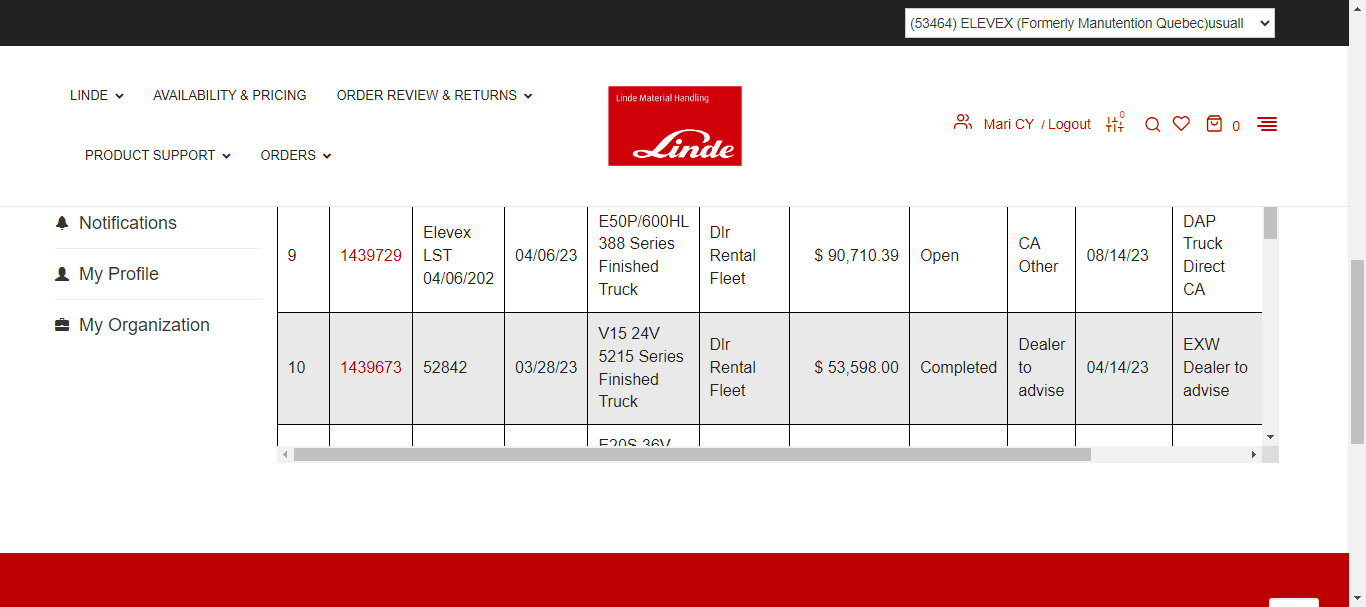 (53464) ELEVEX (Formerly Manutention Quebec)usuall
LINDE
AVAILABILITY & PRICING
ORDER REVIEW & RETURNS
Linde Material Handling
Linde
Mari CY / Logout
0
0
PRODUCT SUPPORT
ORDERS
Notifications
My Profile
My Organization
9
1439729
Elevex
LST
04/06/202
04/06/23
E50P/600HL
388 Series
Finished
Truck
Dlr
Rental
Fleet
$ 90,710.39
Open
CA
Other
08/14/23
DAP
Truck
Direct
CA
10
1439673
52842
03/28/23
V15 24V
5215 Series
Finished
Truck
Dlr
Rental
Fleet
$ 53,598.00
Completed
Dealer
to
advise
04/14/23
EXW
Dealer to
advise
E20S 36V